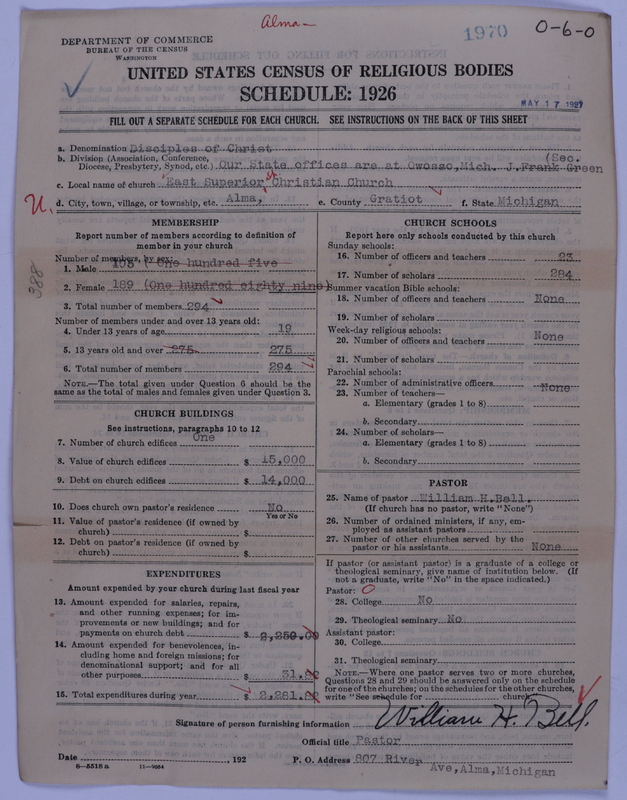 Alma-
1970
0-6-0
DEPARTMENT OF COMMERCE
BUREAU OF THE CENSUS
WASHINGTON
UNITED STATES CENSUS OF RELIGIOUS BODIES
SCHEDULE: 1926
MAY 17 1927
FILL OUT A SEPARATE SCHEDULE FOR EACH CHURCH. SEE INSTRUCTIONS ON THE BACK OF THIS SHEET
a. Denomination Disciples of Christ
b. Division (Association, Conference, (Sec.
Diocese, Presbytery, Synod, etc.) Our State offices are at Owosso, Mich. J. Frank Green
c. Local name of church East Superior St Christian Church
d. City, town, village, or township, etc. Alma, e. County Gratiot f. State Michigan
U.
388
MEMBERSHIP
Report number of members according to definition of
member in your church
Number of members, by sex:
1. Male 105 ( One hundred five
2. Female 189 (One hundred eighty nine)
3. Total number of members 294
Number of members under and over 13 years old:
4. Under 13 years of age 19
5. 13 years old and over 275 275
6. Total number of members 294
NOTE.—The total given under Question 6 should be the
same as the total of males and females given under Question 3.
CHURCH BUILDINGS
See instructions, paragraphs 10 to 12
7. Number of church edifices One
8. Value of church edifices $ 15,000
9. Debt on church edifices $ 14,000
10. Does church own pastor's residence No
Yes or No
11. Value of pastor's residence (if owned by
church) $
12. Debt on pastor's residence (if owned by
church) $
EXPENDITURES
Amount expended by your church during last fiscal year
13. Amount expended for salaries, repairs,
and other running expenses; for im-
provements or new buildings; and for
payments on church debt $ 2,250.00
14. Amount expended for benevolences, in-
cluding home and foreign missions; for
denominational support; and for all
other purposes $ 31.82
15. Total expenditures during year $ 2,281.82
CHURCH SCHOOLS
Report here only schools conducted by this church
Sunday schools:
16. Number of officers and teachers 23
17. Number of scholars 284
Summer vacation Bible schools:
18. Number of officers and teachers None
19. Number of scholars
Week-day religious schools:
20. Number of officers and teachers None
21. Number of scholars
Parochial schools:
22. Number of administrative officers None
23. Number of teachers—
a. Elementary (grades 1 to 8)
b. Secondary
24. Number of scholars—
a. Elementary (grades 1 to 8)
b. Secondary
PASTOR
25. Name of pastor William H. Bell.
(If church has no pastor, write "None")
26. Number of ordained ministers, if any, em-
ployed as assistant pastors
27. Number of other churches served by the
pastor or his assistants None
If pastor (or assistant pastor) is a graduate of a college or
theological seminary, give name of institution below. (If
not a graduate, write "No" in the space indicated.)
Pastor: 0
28. College No
29. Theological seminary No
Assistant pastor:
30. College
31. Theological seminary
NOTE.—Where one pastor serves two or more churches,
Questions 28 and 29 should be answered only on the schedule
for one of the churches; on the schedules for the other churches,
write "See schedule for church."
Signature of person furnishing information William H. Bell.
Official title Pastor
Date , 192 P. O. Address 807 River
Ave, Alma, Michigan
8—5518 a 11—9664